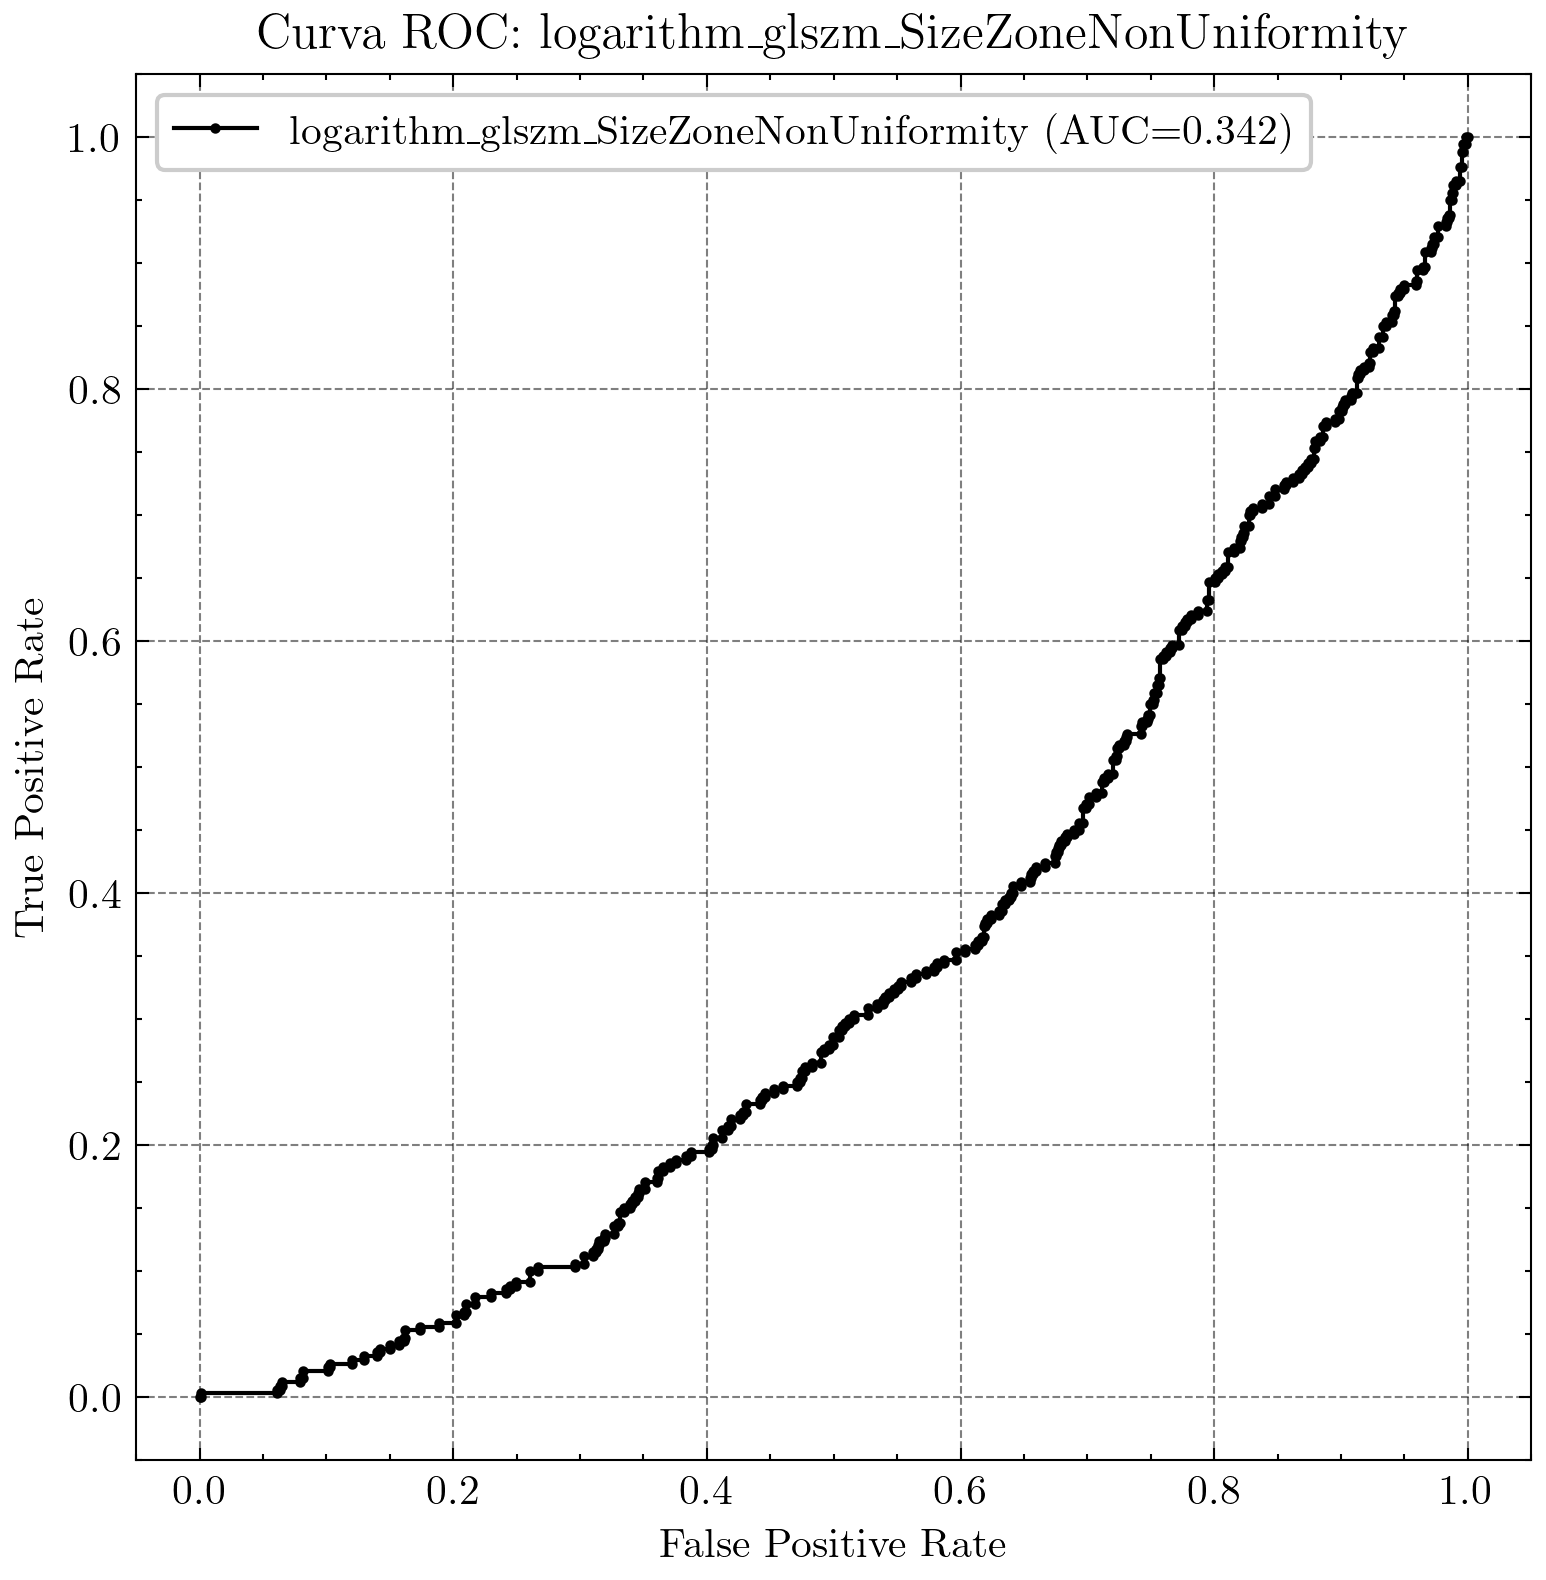 Curva ROC: logarithm_glszm_SizeZoneNonUniformity
logarithm_glszm_SizeZoneNonUniformity (AUC=0.342)
1.0
0.8
0.6
0.4
0.2
0.0
True Positive Rate
0.0 0.2 0.4 0.6 0.8 1.0
False Positive Rate